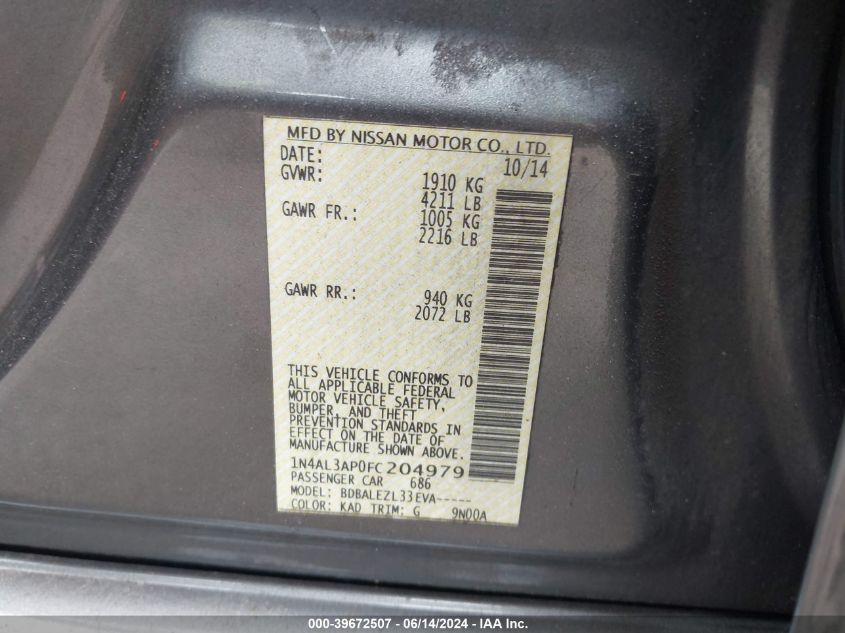 MFD BY NISSAN MOTOR CO., LTD.
DATE: 10/14
GVWR: 1910 KG
4211 LB
GAWR FR.: 1005 KG
2216 LB
GAWR RR.: 940 KG
2072 LB
THIS VEHICLE CONFORMS TO
ALL APPLICABLE FEDERAL
MOTOR VEHICLE SAFETY,
BUMPER, AND THEFT
PREVENTION STANDARDS IN
EFFECT ON THE DATE OF
MANUFACTURE SHOWN ABOVE.
1N4AL3AP0FC204979
PASSENGER CAR 686
MODEL: BDBALEZL33EVA-----
COLOR: KAD TRIM: G 9N00A
000-39672507 - 06/14/2024 - IAAI Inc.